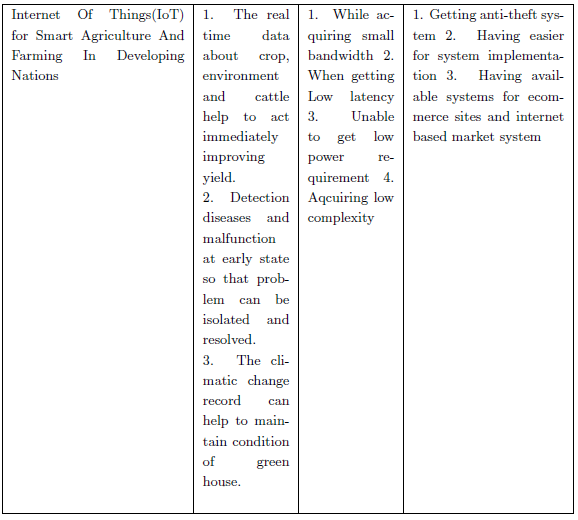 Internet Of Things(IoT)
for Smart Agriculture And
Farming In Developing
Nations
1. The real
time data
about crop,
environment
and cattle
help to act
immediately
improving
yield.
2. Detection
diseases and
malfunction
at early state
so that prob-
lem can be
isolated and
resolved.
3. The cli-
matic change
record can
help to main-
tain condition
of green
house.
1. While ac-
quiring small
bandwidth 2.
When getting
Low latency
3. Unable
to get low
power re-
quirement 4.
Aqcuiring low
complexity
1. Getting anti-theft sys-
tem 2. Having easier
for system implementa-
tion 3. Having avail-
able systems for ecom-
merce sites and internet
based market system